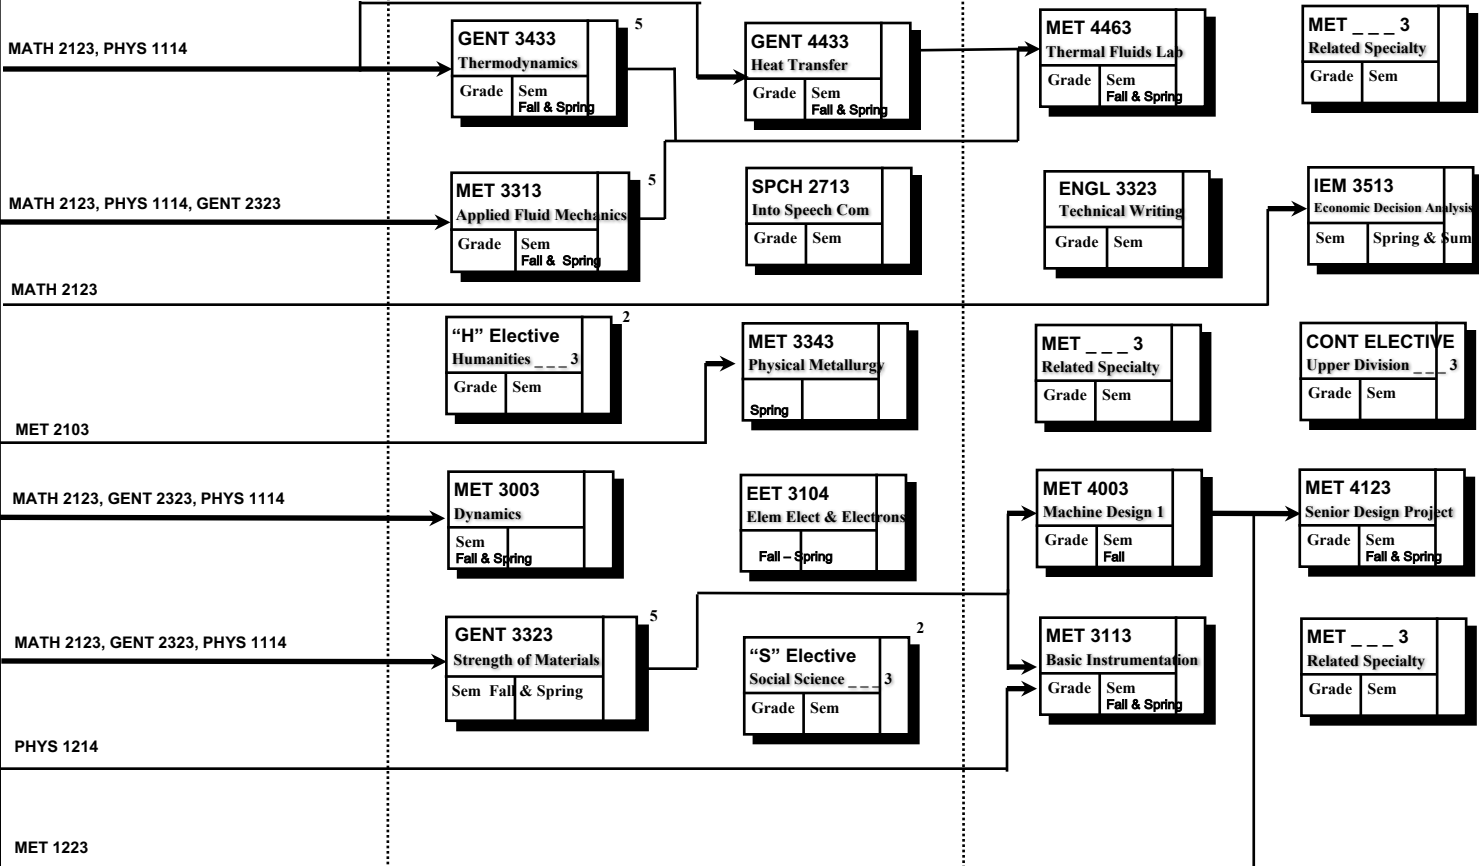 MATH 2123, PHYS 1114
GENT 3433
5
Thermodynamics
Grade Sem
Fall & Spring
GENT 4433
Heat Transfer
Grade Sem
Fall & Spring
MET 4463
Thermal Fluids Lab
Grade Sem
Fall & Spring
MET _ _ _ 3
Related Specialty
Grade Sem
MATH 2123, PHYS 1114, GENT 2323
MET 3313
5
Applied Fluid Mechanics
Grade Sem
Fall & Spring
SPCH 2713
Into Speech Com
Grade Sem
ENGL 3323
Technical Writing
Grade Sem
IEM 3513
Economic Decision Analysis
Sem Spring & Sum
MATH 2123
“H” Elective
2
Humanities _ _ _ 3
Grade Sem
MET 3343
Physical Metallurgy
Spring
MET _ _ _ 3
Related Specialty
Grade Sem
CONT ELECTIVE
Upper Division _ _ _ 3
Grade Sem
MET 2103
MATH 2123, GENT 2323, PHYS 1114
MET 3003
Dynamics
Sem
Fall & Spring
EET 3104
Elem Elect & Electrons
Fall – Spring
MET 4003
Machine Design 1
Grade Sem
Fall
MET 4123
Senior Design Project
Grade Sem
Fall & Spring
MATH 2123, GENT 2323, PHYS 1114
GENT 3323
5
Strength of Materials
Sem Fall & Spring
“S” Elective
2
Social Science _ _ _ 3
Grade Sem
MET 3113
Basic Instrumentation
Grade Sem
Fall & Spring
MET _ _ _ 3
Related Specialty
Grade Sem
PHYS 1214
MET 1223